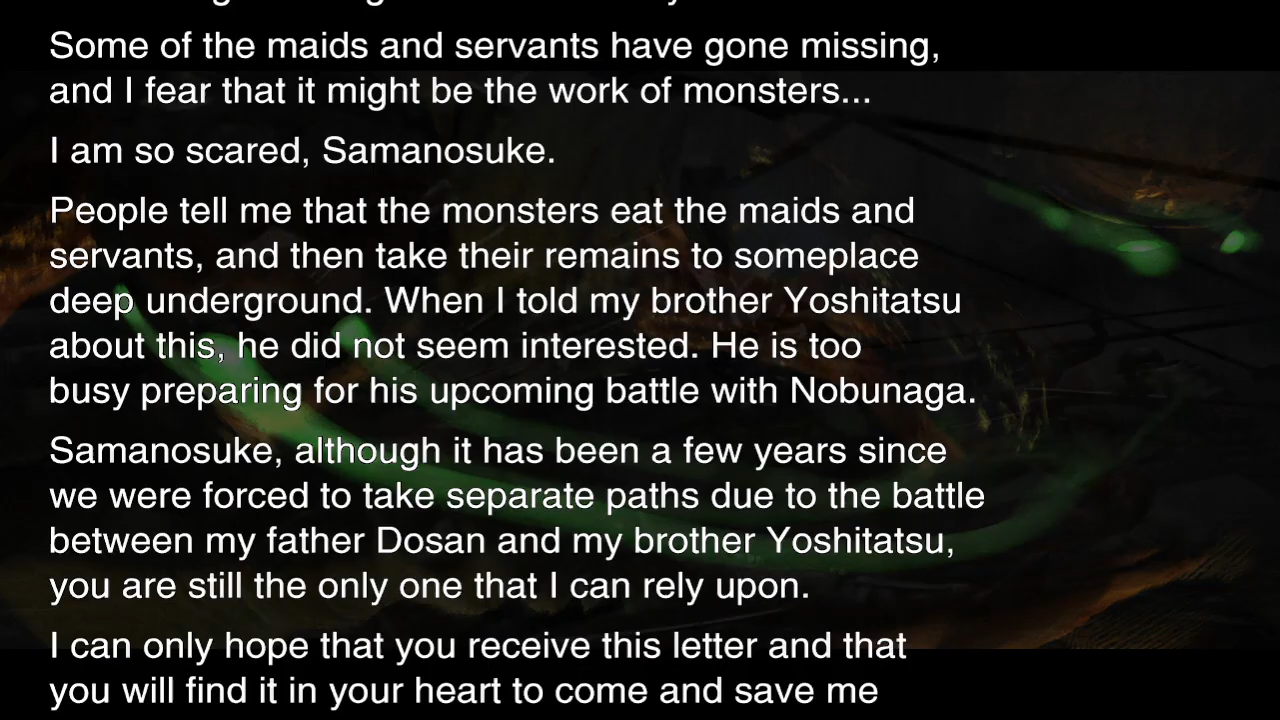 Some of the maids and servants have gone missing,
and I fear that it might be the work of monsters...
I am so scared, Samanosuke.
People tell me that the monsters eat the maids and
servants, and then take their remains to someplace
deep underground. When I told my brother Yoshitatsu
about this, he did not seem interested. He is too
busy preparing for his upcoming battle with Nobunaga.
Samanosuke, although it has been a few years since
we were forced to take separate paths due to the battle
between my father Dosan and my brother Yoshitatsu,
you are still the only one that I can rely upon.
I can only hope that you receive this letter and that
you will find it in your heart to come and save me